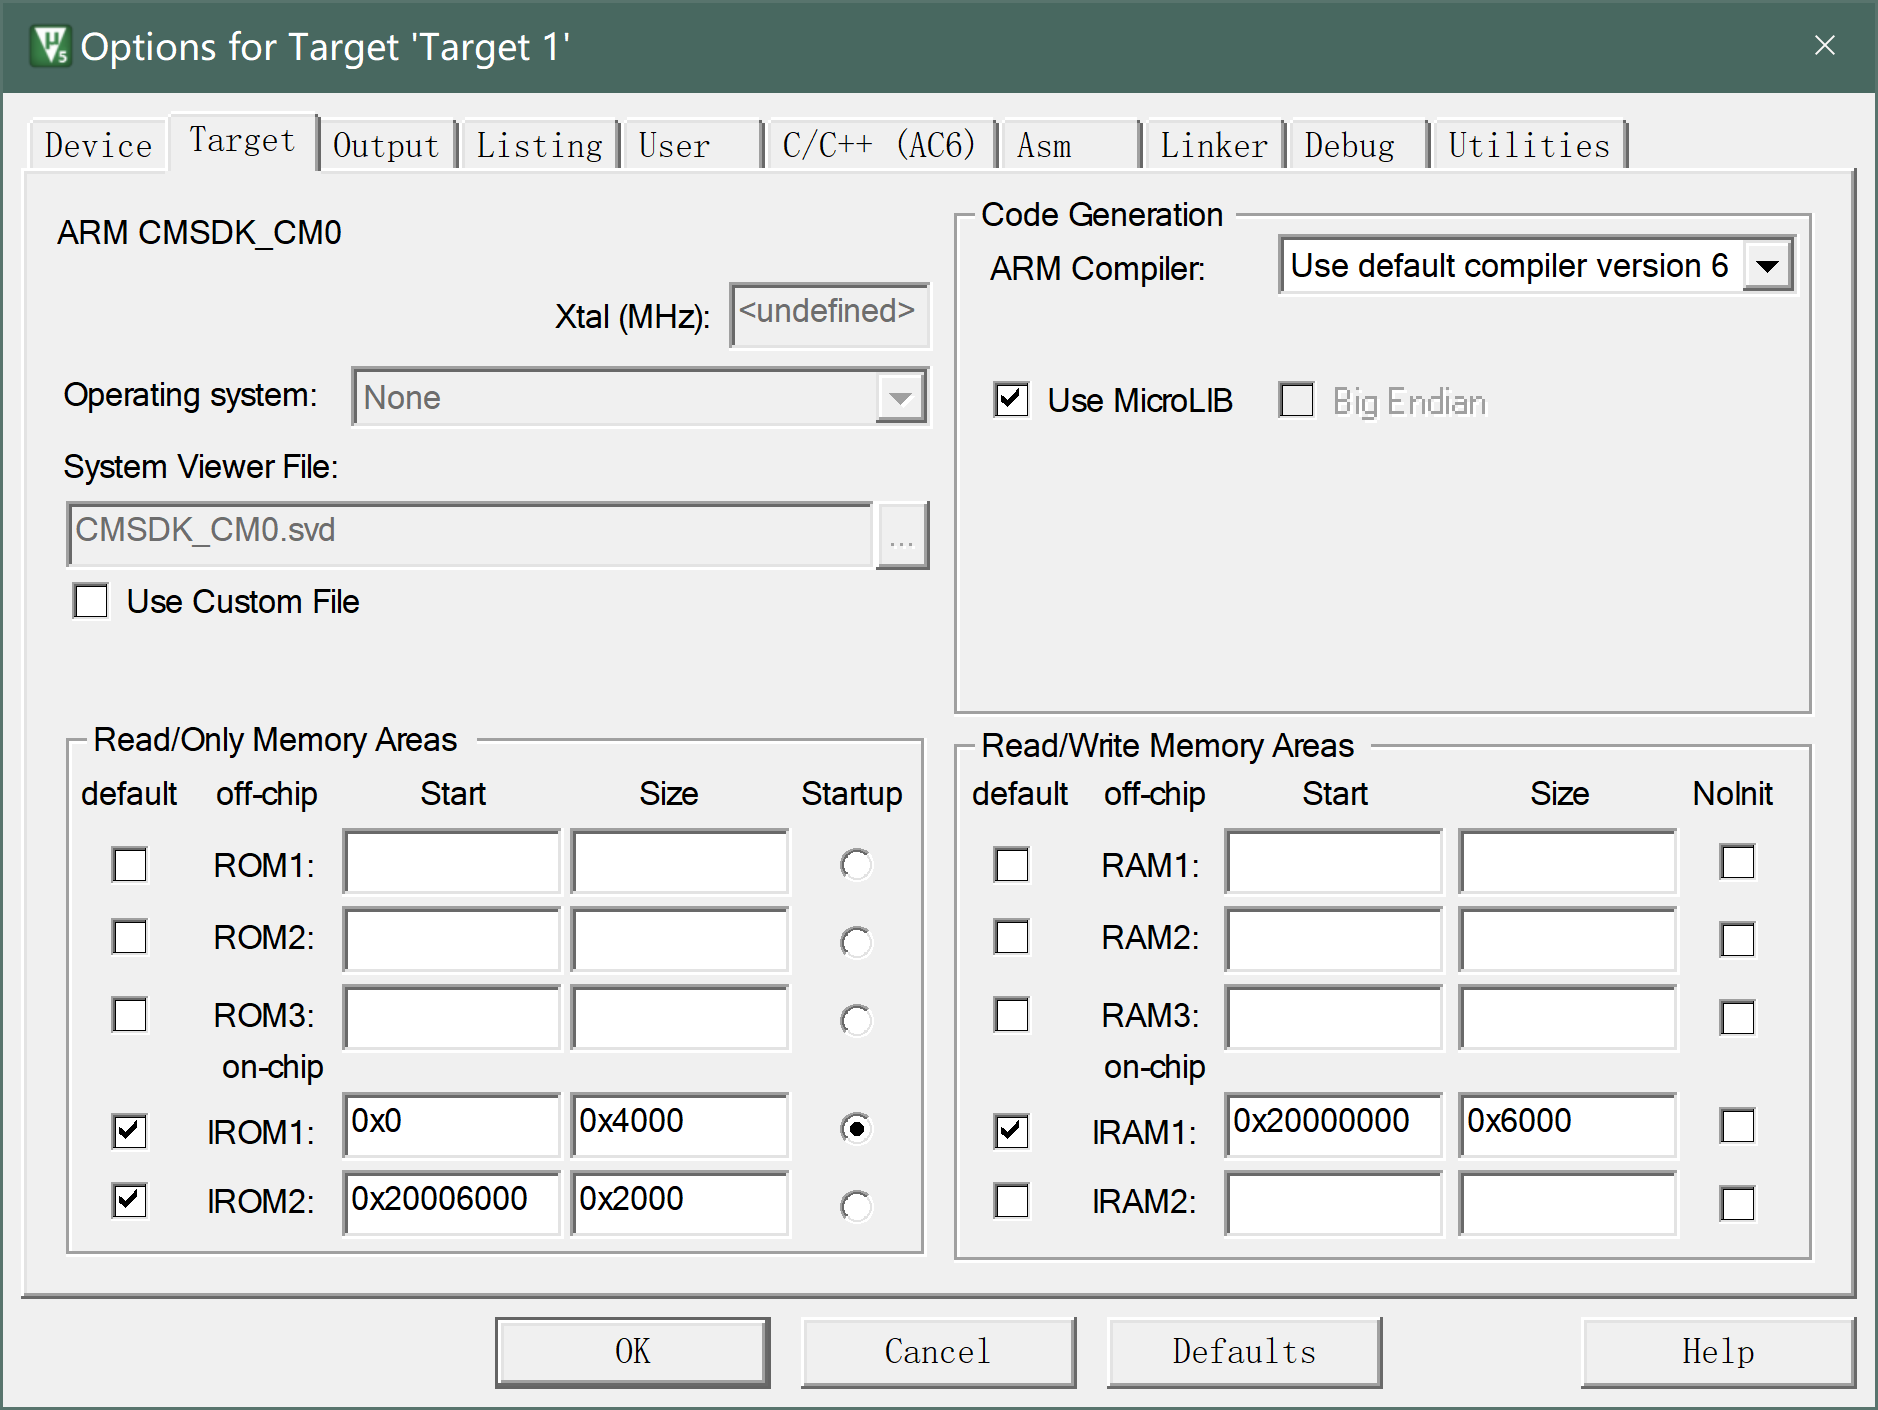 Options for Target 'Target 1'
Device Target Output Listing User C/C++ (AC6) Asm Linker Debug Utilities
ARM CMSDK_CM0
Xtal (MHz): <undefined>
Operating system: None
System Viewer File:
CMSDK_CM0.svd ...
Use Custom File
Code Generation
ARM Compiler: Use default compiler version 6
Use MicroLIB Big Endian
Read/Only Memory Areas
default off-chip Start Size Startup
ROM1:
ROM2:
ROM3:
on-chip
IROM1: 0x0 0x4000
IROM2: 0x20006000 0x2000
Read/Write Memory Areas
default off-chip Start Size NoInit
RAM1:
RAM2:
RAM3:
on-chip
IRAM1: 0x20000000 0x6000
IRAM2:
OK Cancel Defaults Help